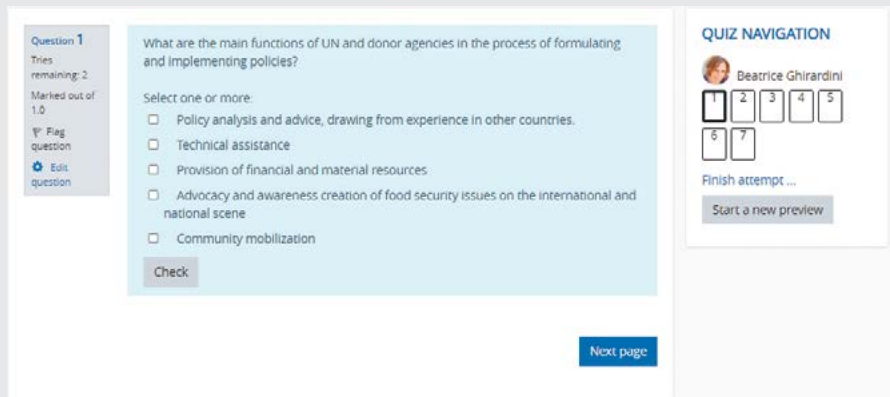 Question 1
Tries
remaining: 2
Marked out of
1.0
Flag
question
Edit
question
What are the main functions of UN and donor agencies in the process of formulating
and implementing policies?
Select one or more:
Policy analysis and advice, drawing from experience in other countries.
Technical assistance
Provision of financial and material resources
Advocacy and awareness creation of food security issues on the international and
national scene
Community mobilization
Check
Next page
QUIZ NAVIGATION
Beatrice Ghirardini
1 2 3 4 5
6 7
Finish attempt ...
Start a new preview